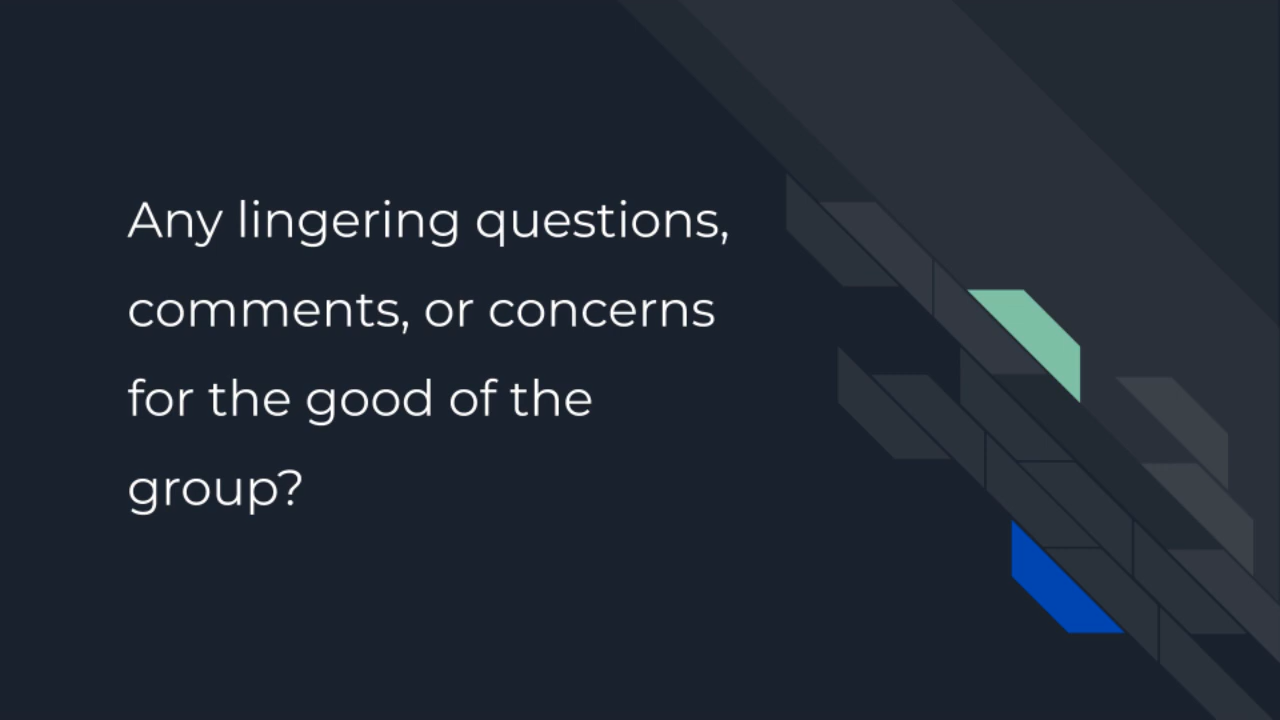 Any lingering questions,
comments, or concerns
for the good of the
group?